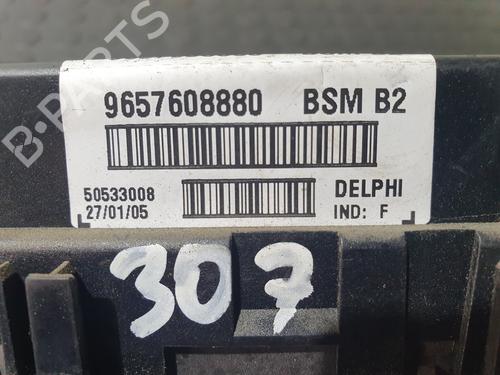 B-PARTS
9657608880 BSM B2
50533008 DELPHI
27/01/05 IND: F
307